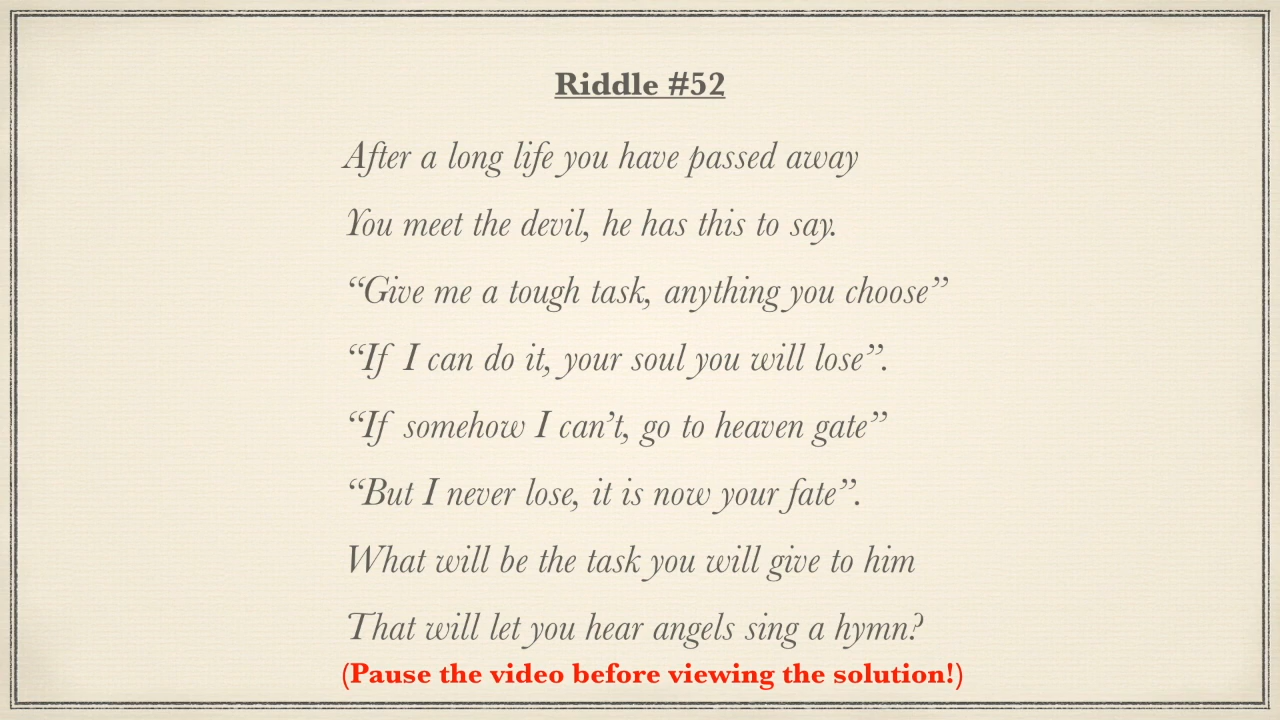 Riddle #52
After a long life you have passed away
You meet the devil, he has this to say.
“Give me a tough task, anything you choose”
“If I can do it, your soul you will lose”.
“If somehow I can’t, go to heaven gate”
“But I never lose, it is now your fate”.
What will be the task you will give to him
That will let you hear angels sing a hymn?
(Pause the video before viewing the solution!)